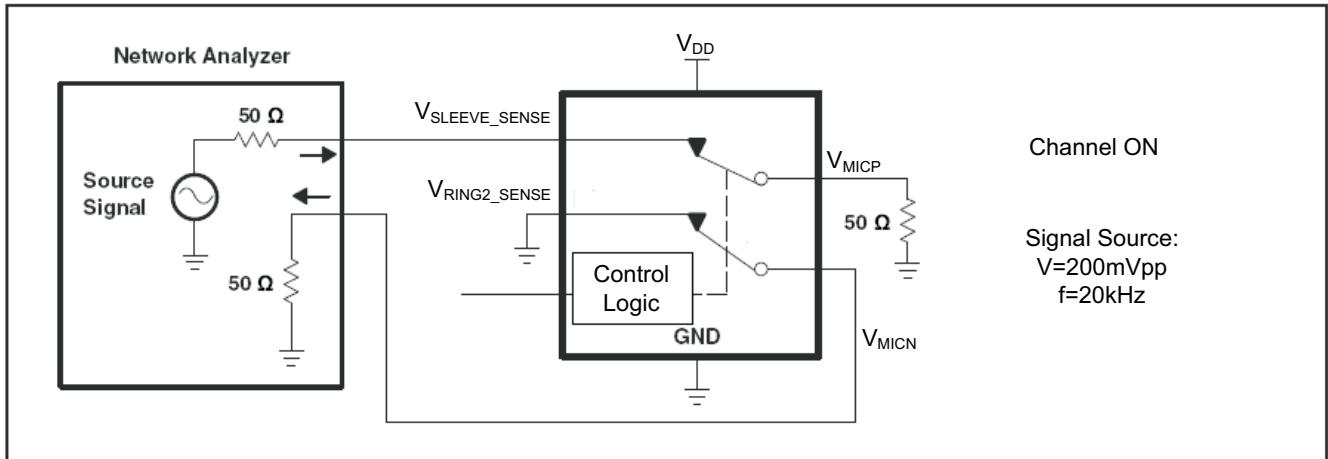 V_DD
Network Analyzer
50 Ω
V_SLEEVE_SENSE
Channel ON
V_MICP
Source
Signal
V_RING2_SENSE
50 Ω
Signal Source:
V=200mVpp
f=20kHz
50 Ω
Control
Logic
GND
V_MICN